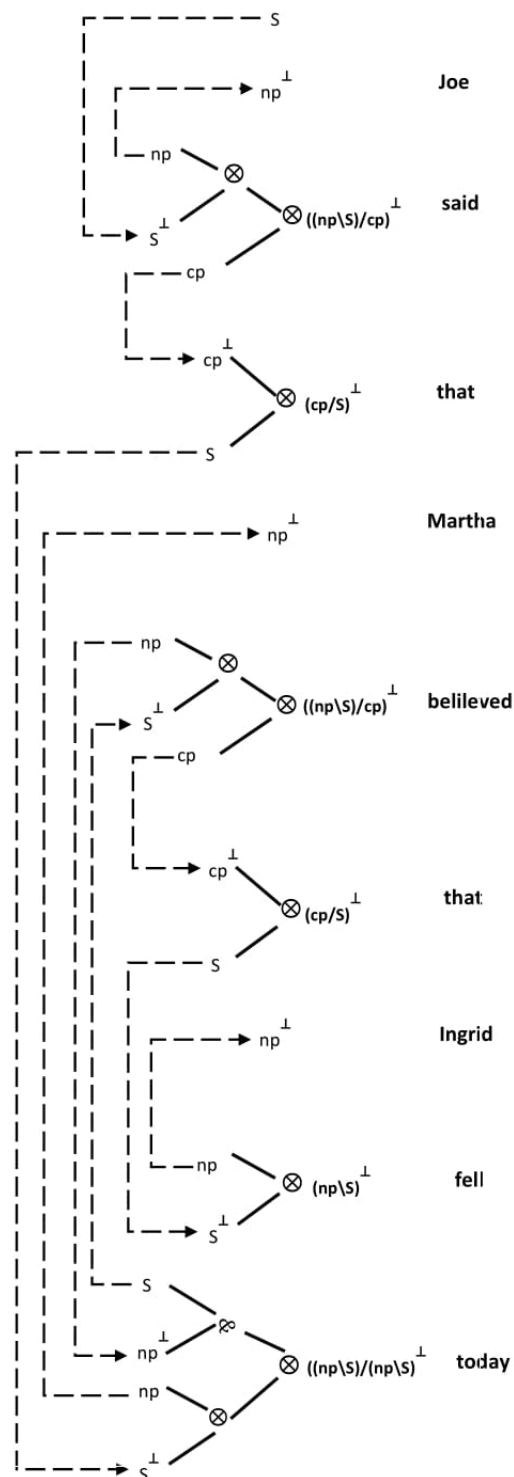 S
np⊥ Joe
np
⊗
S⊥ ⊗ ((np\S)/cp)⊥ said
cp
cp⊥
⊗ (cp/S)⊥ that
S
np⊥ Martha
np
⊗
S⊥ ⊗ ((np\S)/cp)⊥ belileved
cp
cp⊥
⊗ (cp/S)⊥ that
S
np⊥ Ingrid
np
⊗ (np\S)⊥ fell
S⊥
S
⅋
np⊥ ⊗ ((np\S)/(np\S)⊥ today
np
⊗
S⊥